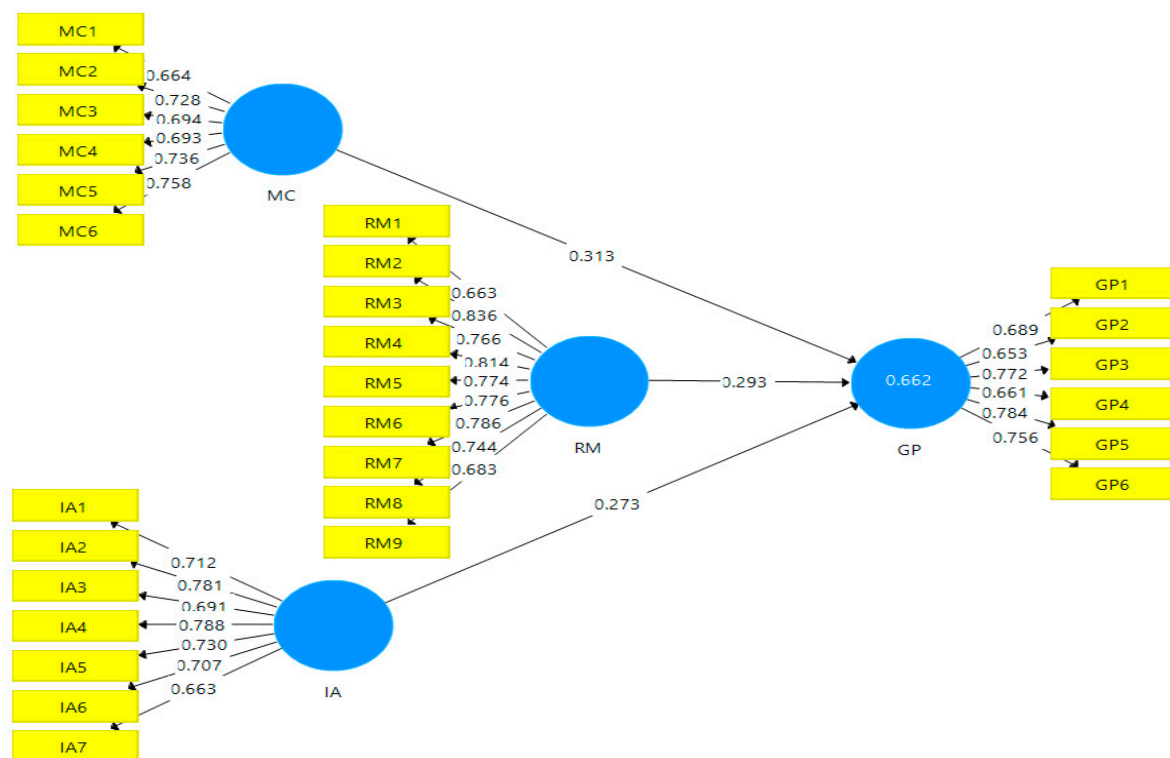 MC1
MC2
MC3
MC4
MC5
MC6
0.664
0.728
0.694
0.693
0.736
0.758
MC
RM1
RM2
RM3
RM4
RM5
RM6
RM7
RM8
RM9
0.663
0.836
0.766
0.814
0.774
0.776
0.786
0.744
0.683
RM
IA1
IA2
IA3
IA4
IA5
IA6
IA7
0.712
0.781
0.691
0.788
0.730
0.707
0.663
IA
0.313
0.293
0.273
0.662
GP
0.689
0.653
0.772
0.661
0.784
0.756
GP1
GP2
GP3
GP4
GP5
GP6